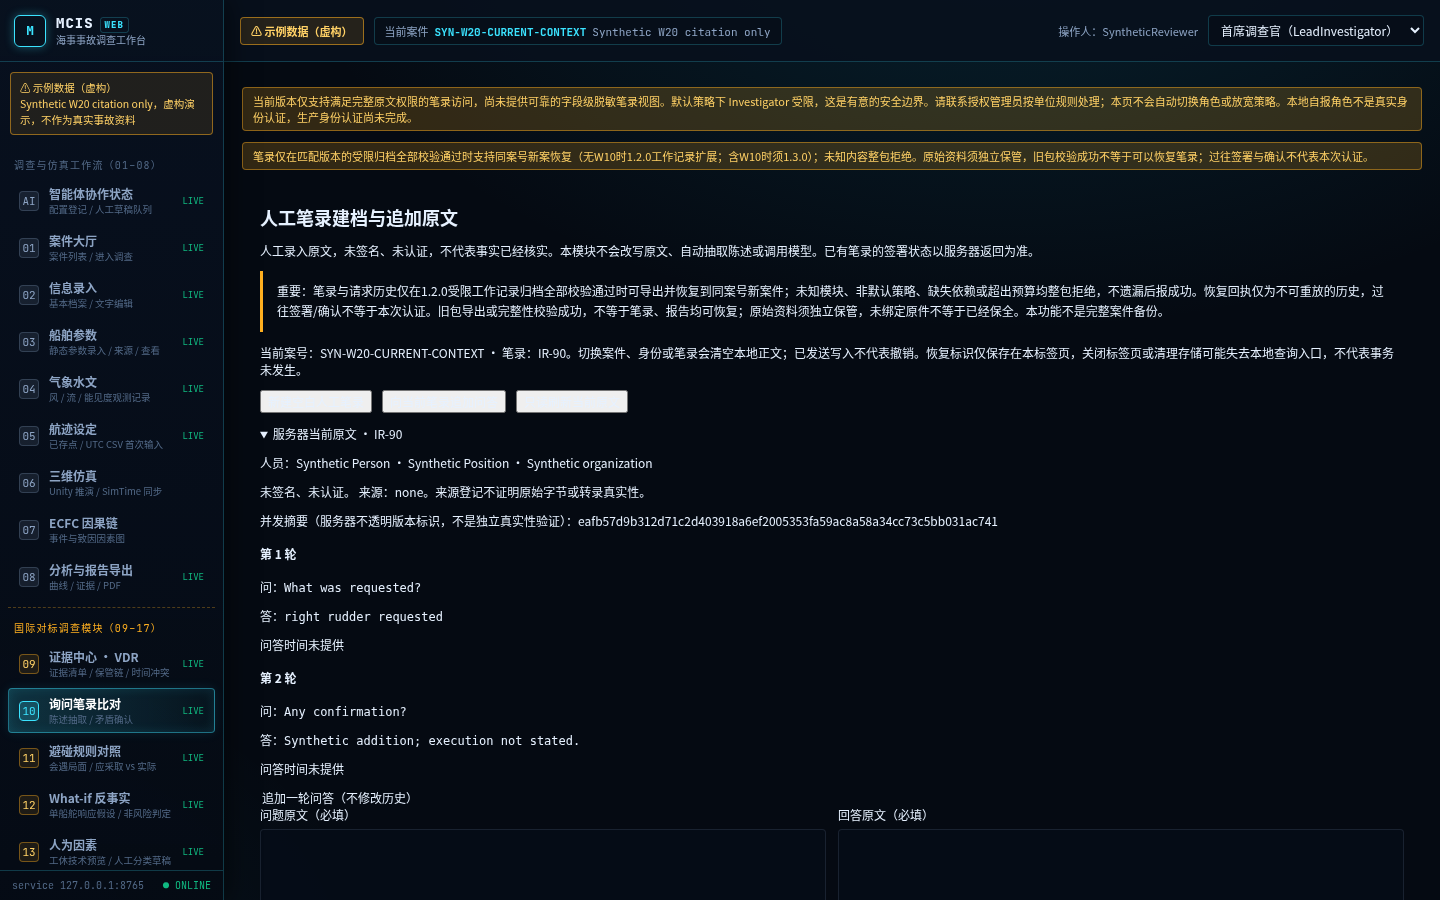 M
MCIS WEB
海事事故调查工作台
⚠ 示例数据（虚构）
Synthetic W20 citation only，虚构演
示，不作为真实事故资料
调查与仿真工作流（01-08）
AI 智能体协作状态 LIVE
配置登记 / 人工草稿队列
01 案件大厅 LIVE
案件列表 / 进入调查
02 信息录入 LIVE
基本档案 / 文字编辑
03 船舶参数 LIVE
静态参数录入 / 来源 / 查看
04 气象水文 LIVE
风 / 流 / 能见度观测记录
05 航迹设定 LIVE
已存点 / UTC CSV 首次输入
06 三维仿真
Unity 推演 / SimTime 同步
07 ECFC 因果链
事件与致因因素图
08 分析与报告导出 LIVE
曲线 / 证据 / PDF
国际对标调查模块（09-17）
09 证据中心 · VDR LIVE
证据清单 / 保管链 / 时间冲突
10 询问笔录比对 LIVE
陈述抽取 / 矛盾确认
11 避碰规则对照 LIVE
会遇局面 / 应采取 vs 实际
12 What-if 反事实 LIVE
单船舵响应假设 / 非风险判定
13 人为因素 LIVE
工休技术预览 / 人工分类草稿
service 127.0.0.1:8765 ● ONLINE
⚠ 示例数据（虚构）
当前案件 SYN-W20-CURRENT-CONTEXT Synthetic W20 citation only
操作人：SyntheticReviewer
首席调查官（LeadInvestigator）
当前版本仅支持满足完整原文权限的笔录访问，尚未提供可靠的字段级脱敏笔录视图。默认策略下 Investigator 受限，这是有意的安全边界。请联系授权管理员按单位规则处理；本页不会自动切换角色或放宽策略。本地自报角色不是真实身
份认证，生产身份认证尚未完成。
笔录仅在匹配版本的受限归档全部校验通过时支持同案号新案恢复（无W10时1.2.0工作记录扩展；含W10时须1.3.0）；未知内容整包拒绝。原始资料须独立保管，旧包校验成功不等于可以恢复笔录；过往签署与确认不代表本次认证。
人工笔录建档与追加原文
人工录入原文，未签名、未认证，不代表事实已经核实。本模块不会改写原文、自动抽取陈述或调用模型。已有笔录的签署状态以服务器返回为准。
重要：笔录与请求历史仅在1.2.0受限工作记录归档全部校验通过时可导出并恢复到同案号新案件；未知模块、非默认策略、缺失依赖或超出预算均整包拒绝，不遗漏后报成功。恢复回执仅为不可重放的历史，过
往签署/确认不等于本次认证。旧包导出或完整性校验成功，不等于笔录、报告均可恢复；原始资料须独立保管，未绑定原件不等于已经保全。本功能不是完整案件备份。
当前案号：SYN-W20-CURRENT-CONTEXT · 笔录：IR-90。切换案件、身份或笔录会清空本地正文；已发送写入不代表撤销。恢复标识仅保存在本标签页，关闭标签页或清理存储可能失去本地查询入口，不代表事务
未发生。
▼ 服务器当前原文 · IR-90
人员：Synthetic Person · Synthetic Position · Synthetic organization
未签名、未认证。 来源：none。来源登记不证明原始字节或转录真实性。
并发摘要（服务器不透明版本标识，不是独立真实性验证）：eafb57d9b312d71c2d403918a6ef2005353fa59ac8a58a34cc73c5bb031ac741
第 1 轮
问：What was requested?
答：right rudder requested
问答时间未提供
第 2 轮
问：Any confirmation?
答：Synthetic addition; execution not stated.
问答时间未提供
追加一轮问答（不修改历史）
问题原文（必填）
回答原文（必填）